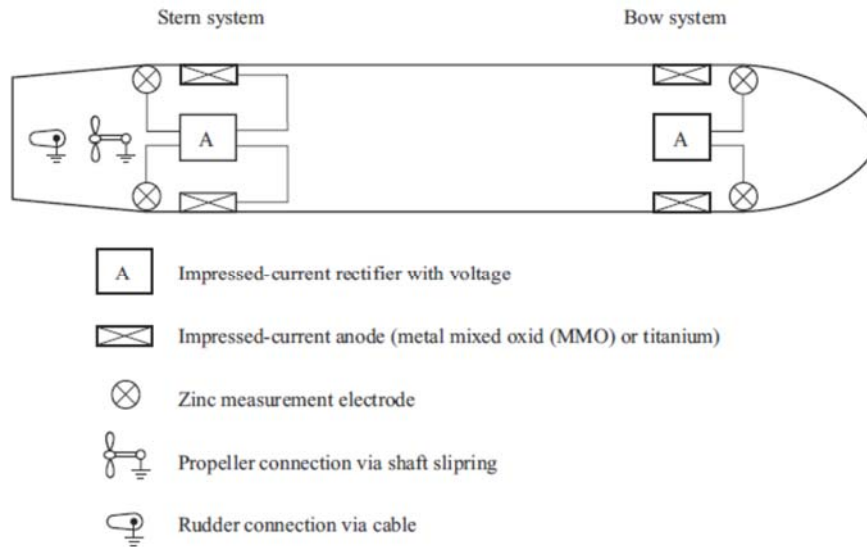 Stern system
Bow system
A
A
A
Impressed-current rectifier with voltage
Impressed-current anode (metal mixed oxid (MMO) or titanium)
Zinc measurement electrode
Propeller connection via shaft slipring
Rudder connection via cable